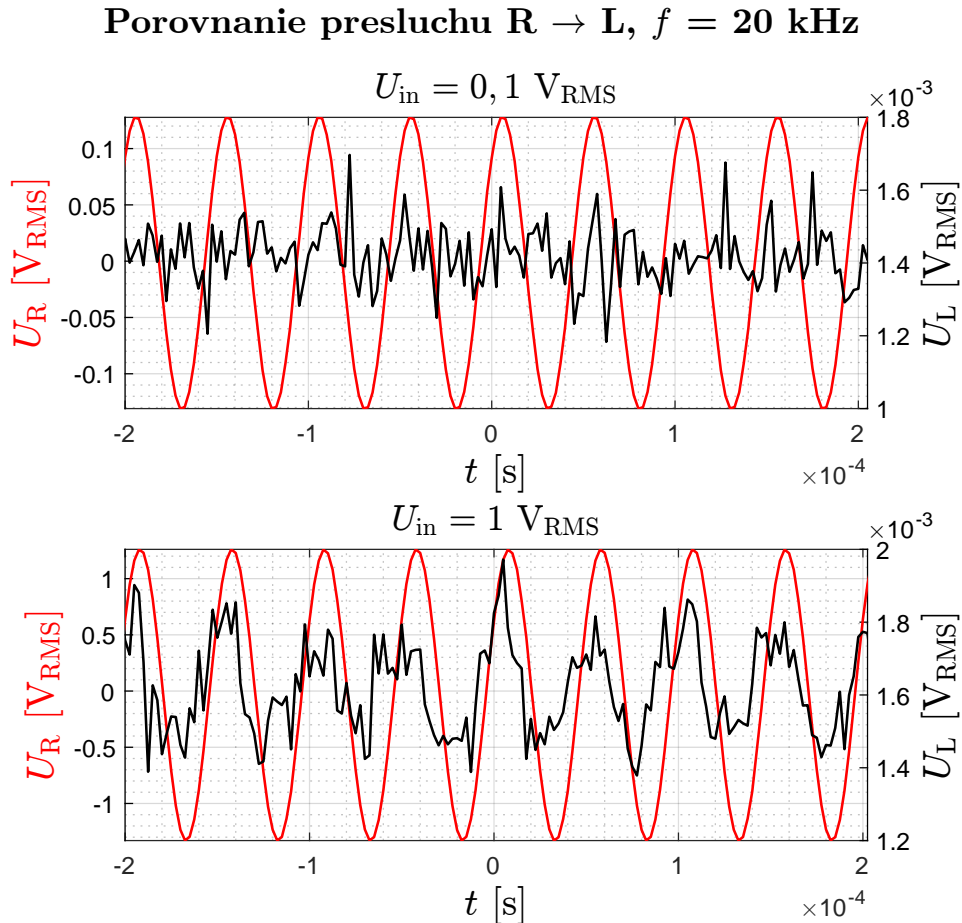 Porovnanie presluchu R → L, f = 20 kHz
U_in = 0, 1 V_RMS
×10^-3
U_R [V_RMS]
0.1
0.05
0
-0.05
-0.1
1.8
1.6
1.4
1.2
1
U_L [V_RMS]
-2 -1 0 1 2
t [s]
×10^-4
U_in = 1 V_RMS
×10^-3
U_R [V_RMS]
1
0.5
0
-0.5
-1
2
1.8
1.6
1.4
1.2
U_L [V_RMS]
-2 -1 0 1 2
t [s]
×10^-4